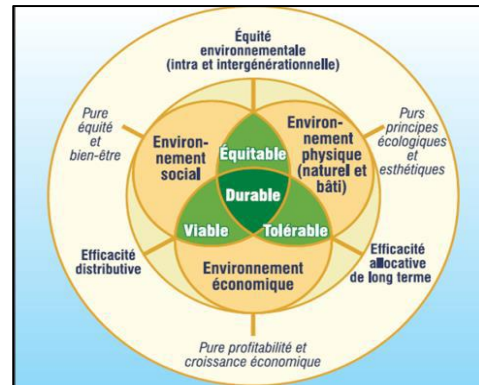 Équité
environnementale
(intra et intergénérationnelle)
Pure
équité
et
bien-être
Environ-
nement
social
Équitable
Environ-
nement
physique
(naturel et
bâti)
Purs
principes
écologiques
et
esthétiques
Durable
Viable
Tolérable
Efficacité
distributive
Environnement
économique
Efficacité
allocative
de long terme
Pure profitabilité et
croissance économique